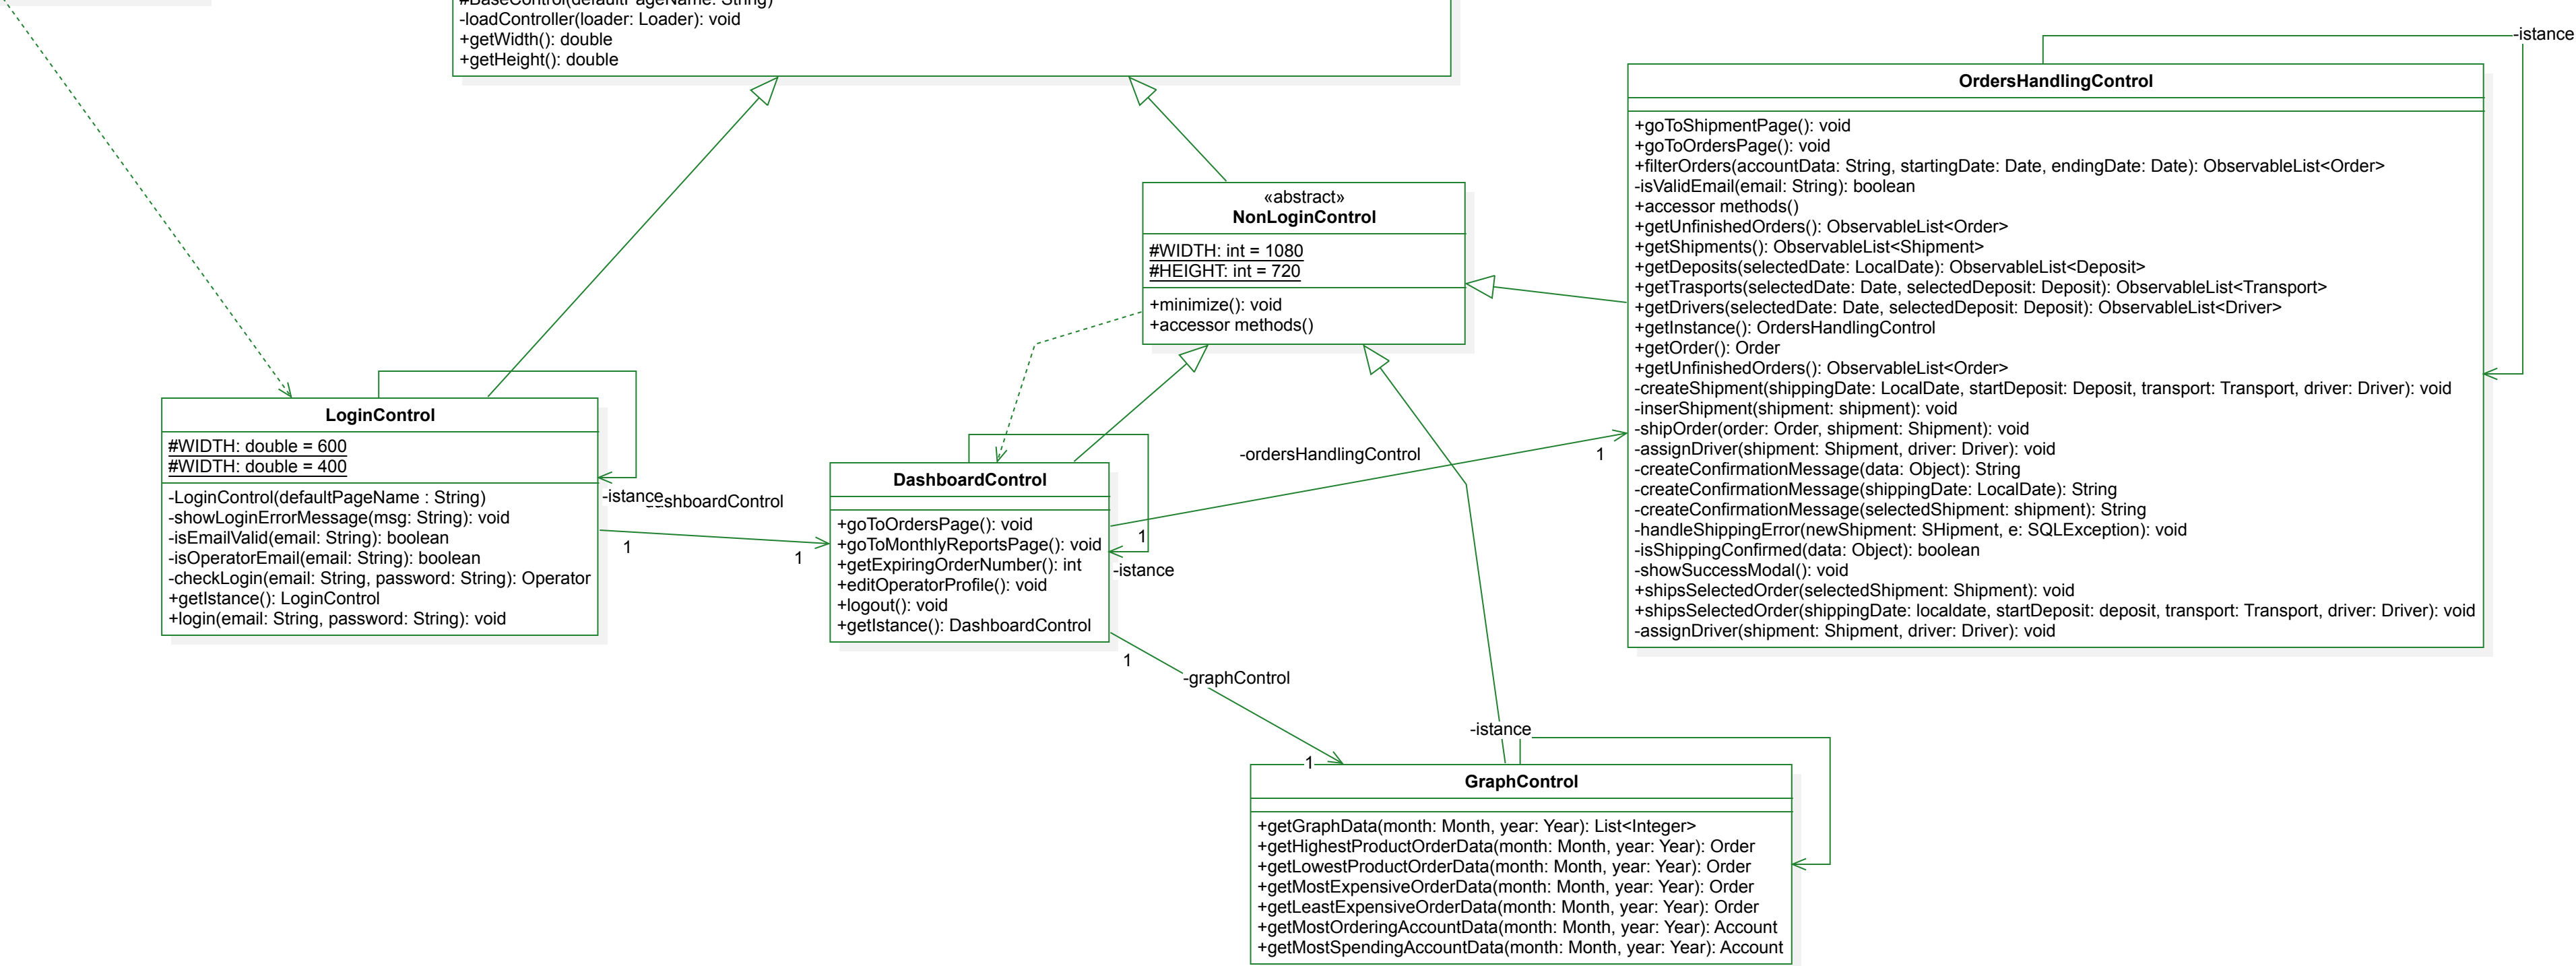 #BaseControl(defaultPageName: String)
-loadController(loader: Loader): void
+getWidth(): double
+getHeight(): double
-istance
OrdersHandlingControl
+goToShipmentPage(): void
+goToOrdersPage(): void
+filterOrders(accountData: String, startingDate: Date, endingDate: Date): ObservableList<Order>
-isValidEmail(email: String): boolean
+accessor methods()
+getUnfinishedOrders(): ObservableList<Order>
+getShipments(): ObservableList<Shipment>
+getDeposits(selectedDate: LocalDate): ObservableList<Deposit>
+getTrasports(selectedDate: Date, selectedDeposit: Deposit): ObservableList<Transport>
+getDrivers(selectedDate: Date, selectedDeposit: Deposit): ObservableList<Driver>
+getInstance(): OrdersHandlingControl
+getOrder(): Order
+getUnfinishedOrders(): ObservableList<Order>
-createShipment(shippingDate: LocalDate, startDeposit: Deposit, transport: Transport, driver: Driver): void
-inserShipment(shipment: shipment): void
-shipOrder(order: Order, shipment: Shipment): void
-assignDriver(shipment: Shipment, driver: Driver): void
-createConfirmationMessage(data: Object): String
-createConfirmationMessage(shippingDate: LocalDate): String
-createConfirmationMessage(selectedShipment: shipment): String
-handleShippingError(newShipment: SHipment, e: SQLException): void
-isShippingConfirmed(data: Object): boolean
-showSuccessModal(): void
+shipsSelectedOrder(selectedShipment: Shipment): void
+shipsSelectedOrder(shippingDate: localdate, startDeposit: deposit, transport: Transport, driver: Driver): void
-assignDriver(shipment: Shipment, driver: Driver): void
«abstract»
NonLoginControl
#WIDTH: int = 1080
#HEIGHT: int = 720
+minimize(): void
+accessor methods()
LoginControl
#WIDTH: double = 600
#WIDTH: double = 400
-LoginControl(defaultPageName : String)
-showLoginErrorMessage(msg: String): void
-isEmailValid(email: String): boolean
-isOperatorEmail(email: String): boolean
-checkLogin(email: String, password: String): Operator
+getIstance(): LoginControl
+login(email: String, password: String): void
-istance
shboardControl
1
1
DashboardControl
+goToOrdersPage(): void
+goToMonthlyReportsPage(): void
+getExpiringOrderNumber(): int
+editOperatorProfile(): void
+logout(): void
+getIstance(): DashboardControl
-ordersHandlingControl
1
1
-istance
1
-graphControl
1
-istance
GraphControl
+getGraphData(month: Month, year: Year): List<Integer>
+getHighestProductOrderData(month: Month, year: Year): Order
+getLowestProductOrderData(month: Month, year: Year): Order
+getMostExpensiveOrderData(month: Month, year: Year): Order
+getLeastExpensiveOrderData(month: Month, year: Year): Order
+getMostOrderingAccountData(month: Month, year: Year): Account
+getMostSpendingAccountData(month: Month, year: Year): Account